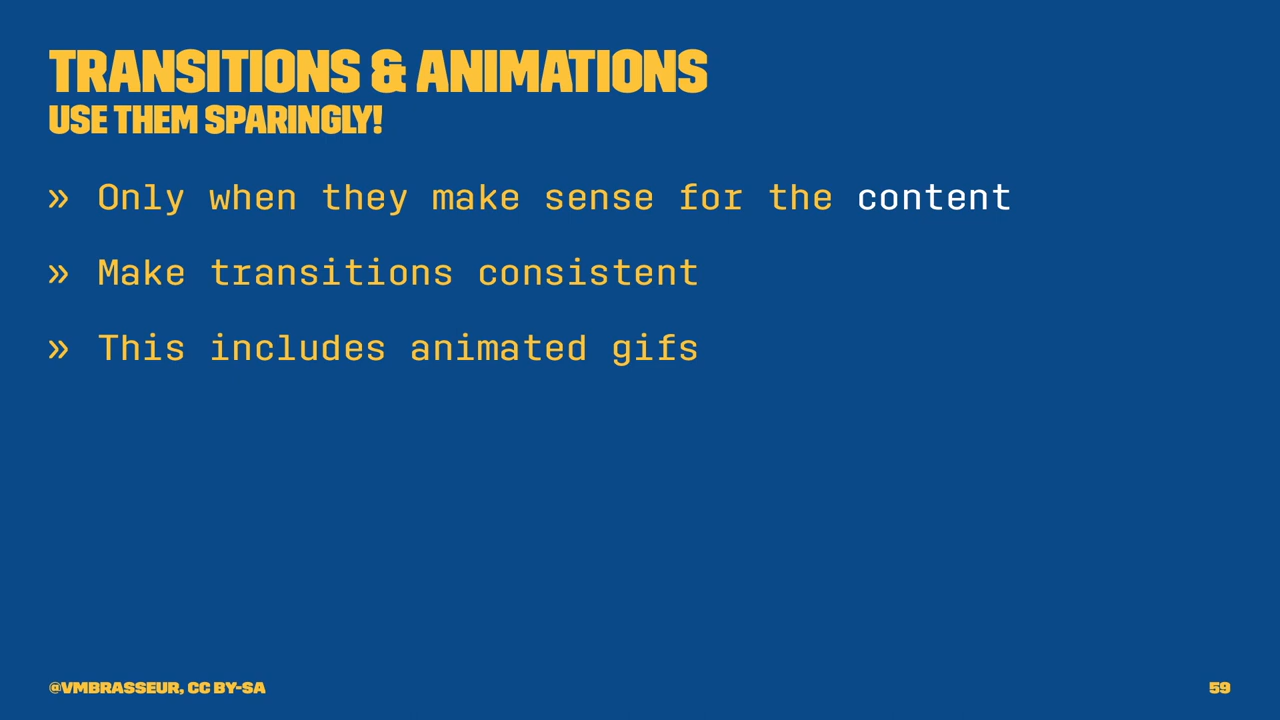 TRANSITIONS & ANIMATIONS
USE THEM SPARINGLY!
» Only when they make sense for the content
» Make transitions consistent
» This includes animated gifs
@VMBRASSEUR, CC BY-SA
59